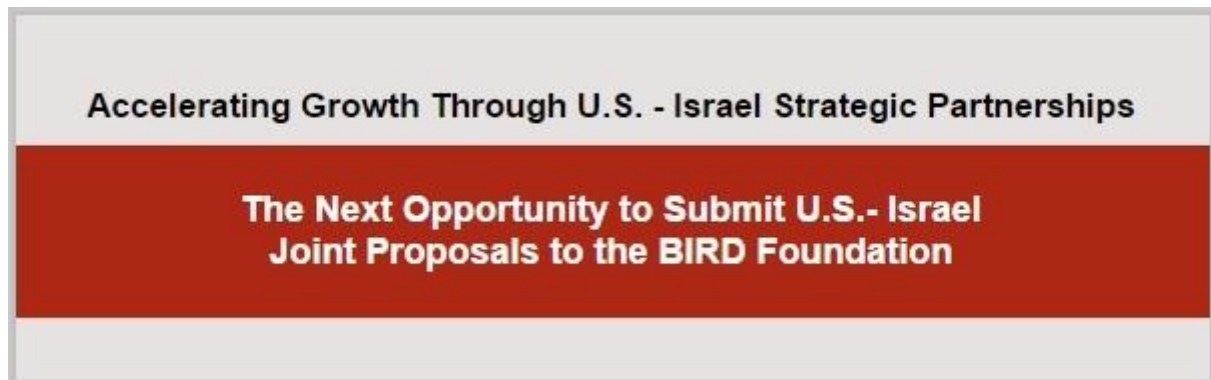 Accelerating Growth Through U.S. - Israel Strategic Partnerships
The Next Opportunity to Submit U.S.- Israel
Joint Proposals to the BIRD Foundation